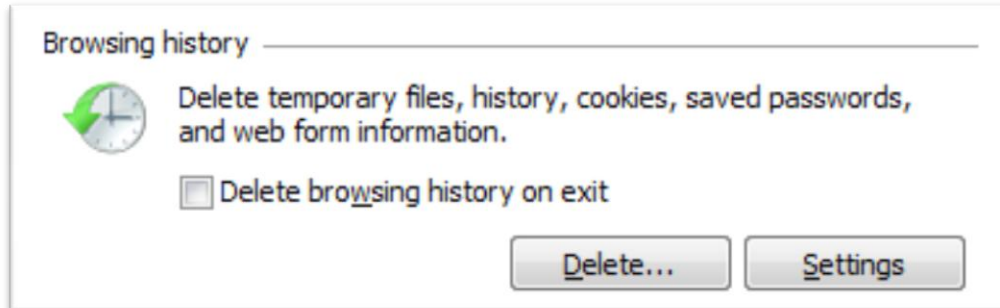 Browsing history
Delete temporary files, history, cookies, saved passwords,
and web form information.
Delete browsing history on exit
Delete... Settings